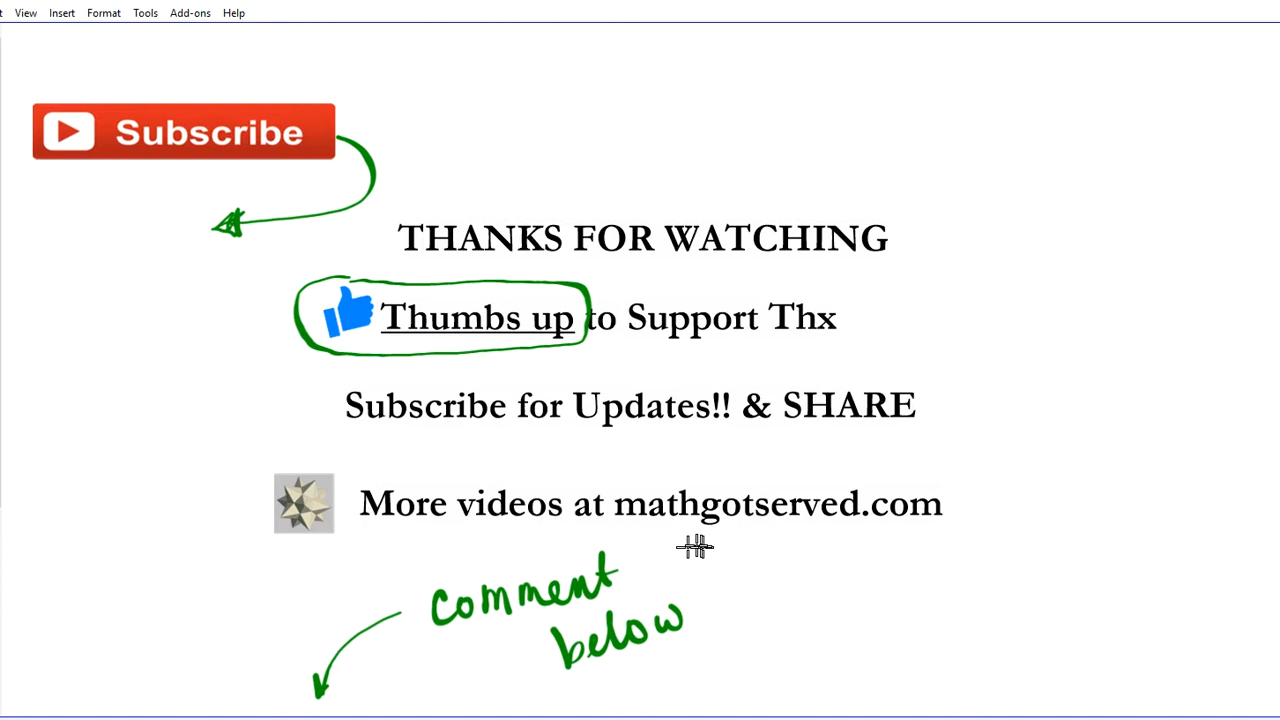 View Insert Format Tools Add-ons Help
Subscribe
THANKS FOR WATCHING
Thumbs up to Support Thx
Subscribe for Updates!! & SHARE
More videos at mathgotserved.com
comment
below